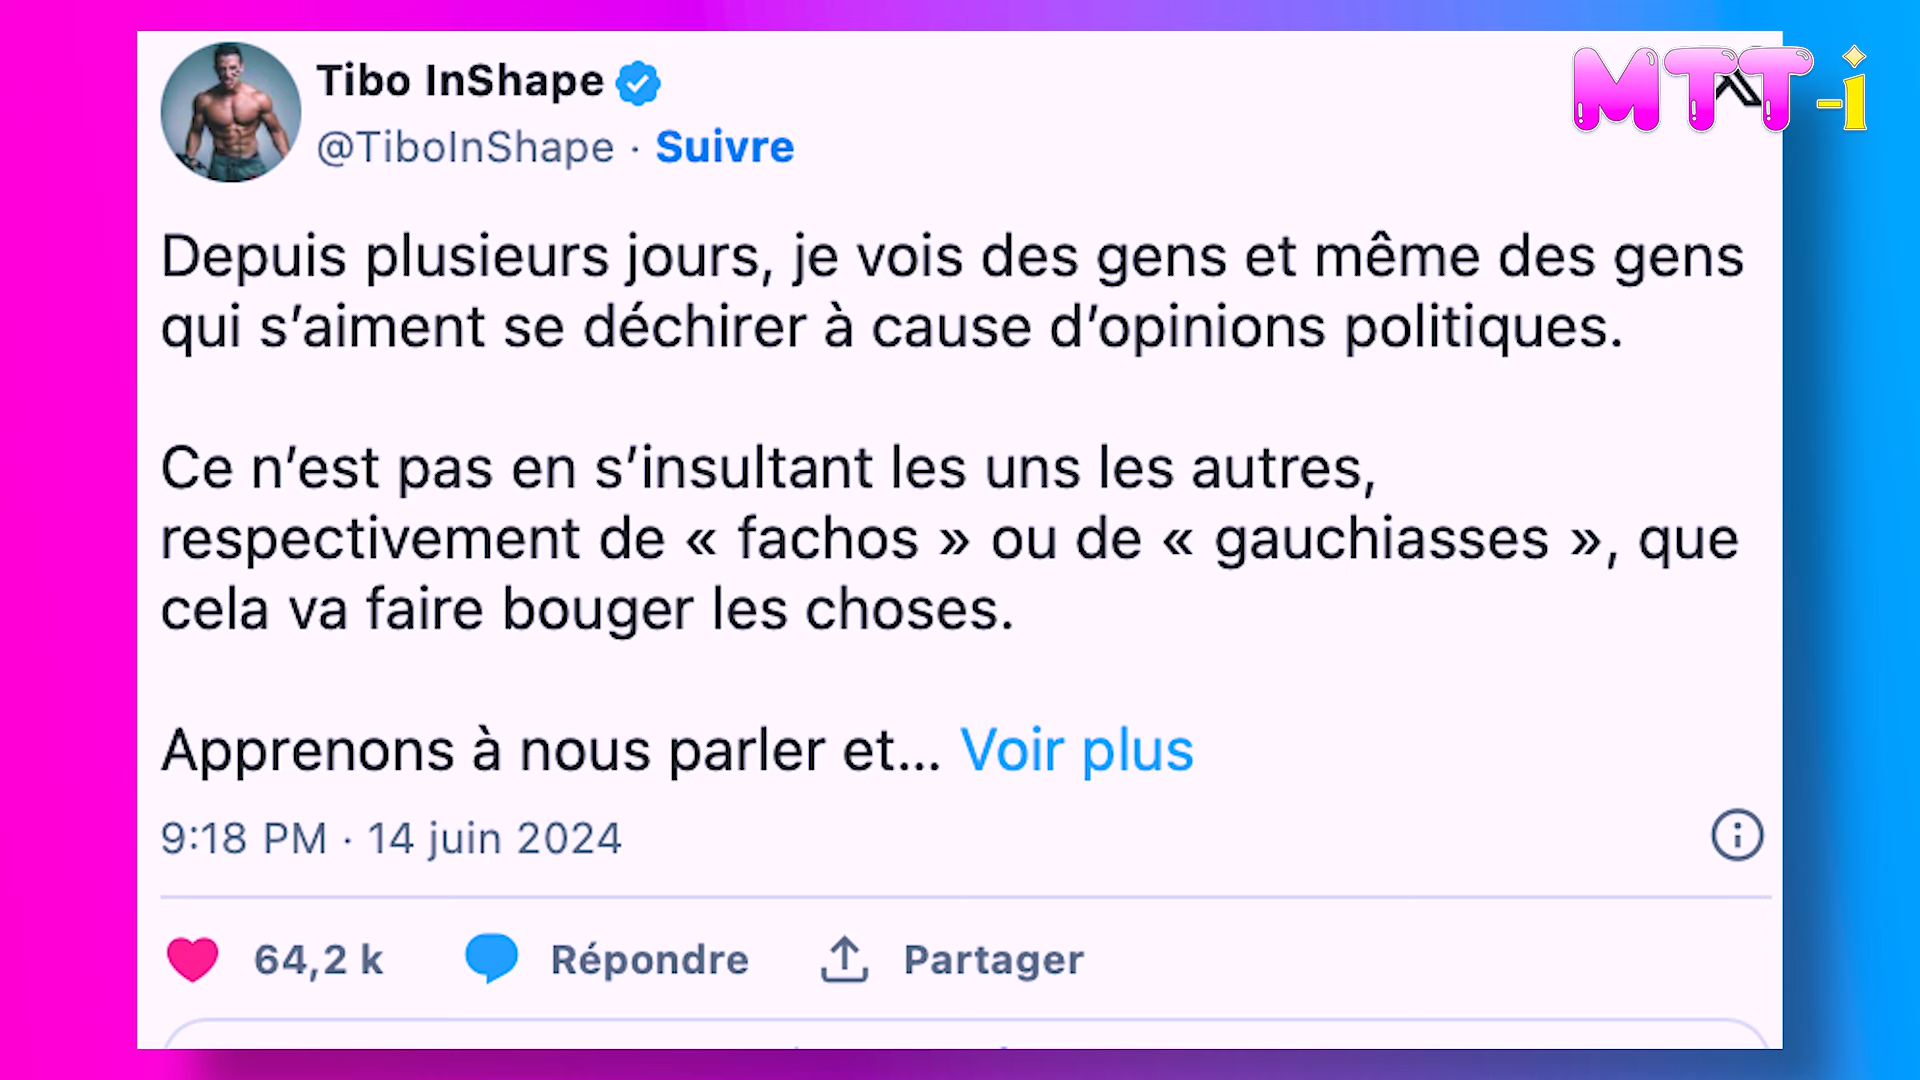 MTT-i
Tibo InShape
@TiboInShape · Suivre
Depuis plusieurs jours, je vois des gens et même des gens
qui s’aiment se déchirer à cause d’opinions politiques.
Ce n’est pas en s’insultant les uns les autres,
respectivement de « fachos » ou de « gauchiasses », que
cela va faire bouger les choses.
Apprenons à nous parler et... Voir plus
9:18 PM · 14 juin 2024
64,2 k Répondre Partager